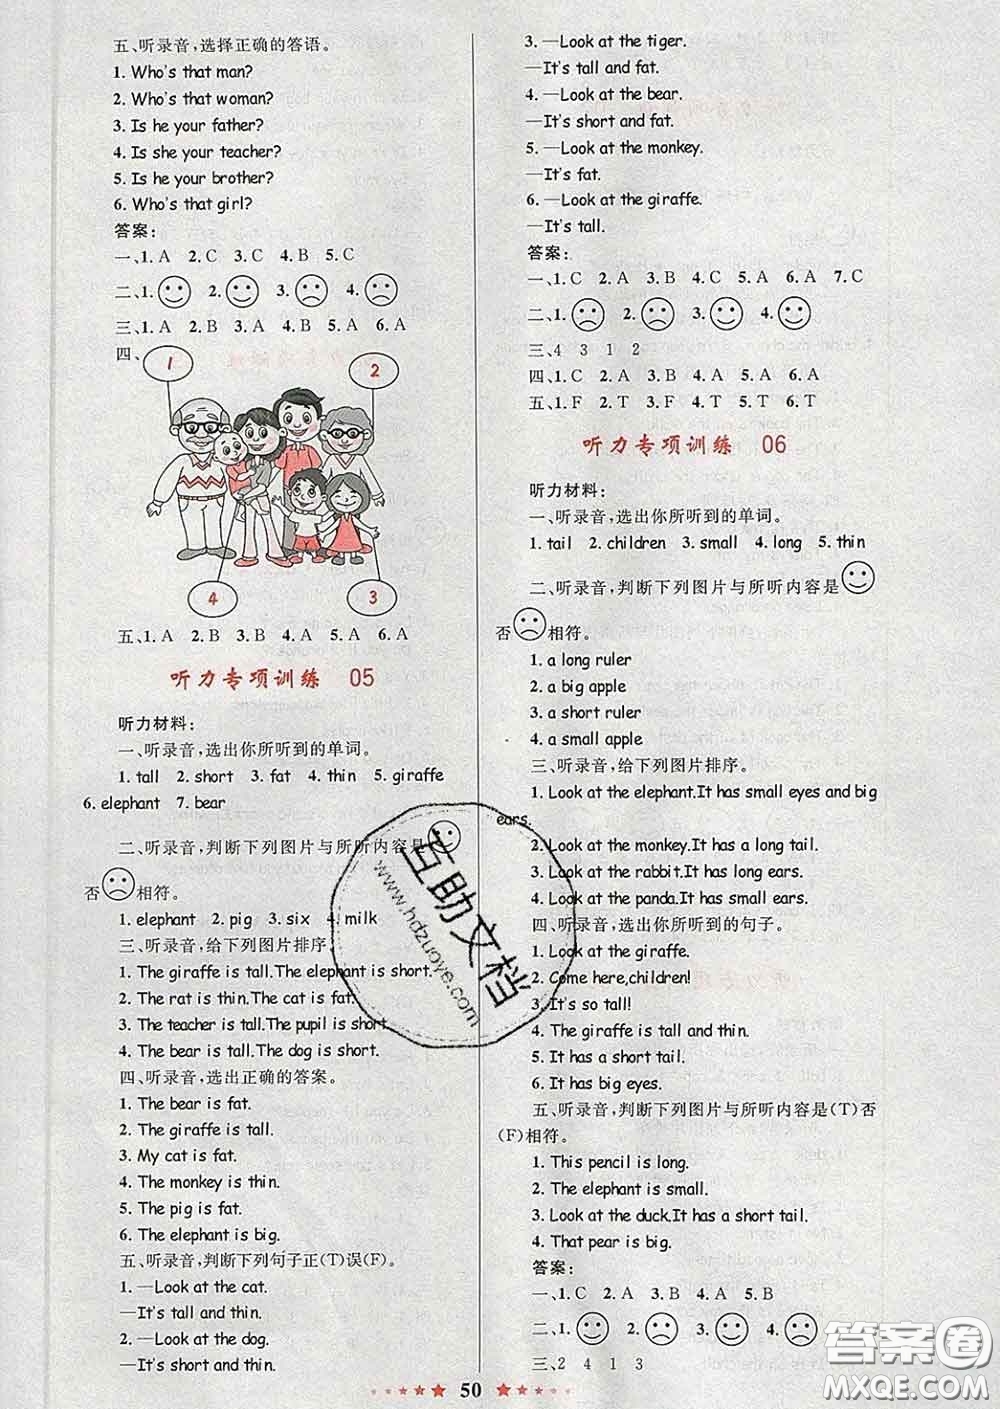 五、听录音,选择正确的答语。
1. Who's that man?
2. Who's that woman?
3. Is he your father?
4. Is she your teacher?
5. Is he your brother?
6. Who's that girl?
答案:
一、1. A 2. C 3. C 4. B 5. C
二、1. 2. 3. 4.
三、1. A 2. B 3. A 4. B 5. A 6. A
四、
1
2
4
3
五、1. A 2. B 3. B 4. A 5. A 6. A
听力专项训练 05
听力材料:
一、听录音,选出你所听到的单词。
1. tall 2. short 3. fat 4. thin 5. giraffe
6. elephant 7. bear
二、听录音,判断下列图片与所听内容是
否 相符。
1. elephant 2. pig 3. six 4. milk
三、听录音,给下列图片排序。
1. The giraffe is tall.The elephant is short.
2. The rat is thin.The cat is fat.
3. The teacher is tall.The pupil is short.
4. The bear is tall.The dog is short.
四、听录音,选出正确的答案。
1. The bear is fat.
2. The giraffe is tall.
3. My cat is fat.
4. The monkey is thin.
5. The pig is fat.
6. The elephant is big.
五、听录音,判断下列句子正(T)误(F)。
1. —Look at the cat.
—It's tall and thin.
2. —Look at the dog.
—It's short and thin.
3. —Look at the tiger.
—It's tall and fat.
4. —Look at the bear.
—It's short and fat.
5. —Look at the monkey.
—It's fat.
6. —Look at the giraffe.
—It's tall.
答案:
一、1. C 2. A 3. B 4. C 5. A 6. A 7. C
二、1. 2. 3. 4.
三、4 3 1 2
四、1. C 2. A 3. B 4. A 5. A 6. A
五、1. F 2. T 3. F 4. T 5. T 6. T
听力专项训练 06
听力材料:
一、听录音,选出你所听到的单词。
1. tail 2. children 3. small 4. long 5. thin
二、听录音,判断下列图片与所听内容是
否 相符。
1. a long ruler
2. a big apple
3. a short ruler
4. a small apple
三、听录音,给下列图片排序。
1. Look at the elephant.It has small eyes and big
ears.
2. Look at the monkey.It has a long tail.
3. Look at the rabbit.It has long ears.
4. Look at the panda.It has small ears.
四、听录音,选出你所听到的句子。
1. Look at the giraffe.
2. Come here,children!
3. It's so tall!
4. The giraffe is tall and thin.
5. It has a short tail.
6. It has big eyes.
五、听录音,判断下列图片与所听内容是(T)否
(F)相符。
1. This pencil is long.
2. The elephant is small.
3. Look at the duck.It has a short tail.
4. That pear is big.
答案:
一、1. C 2. A 3. B 4. A 5. B
二、1. 2. 3. 4.
三、2 4 1 3
50
互助文档
www.hdzuoye.com
答案圈
MXQE.COM